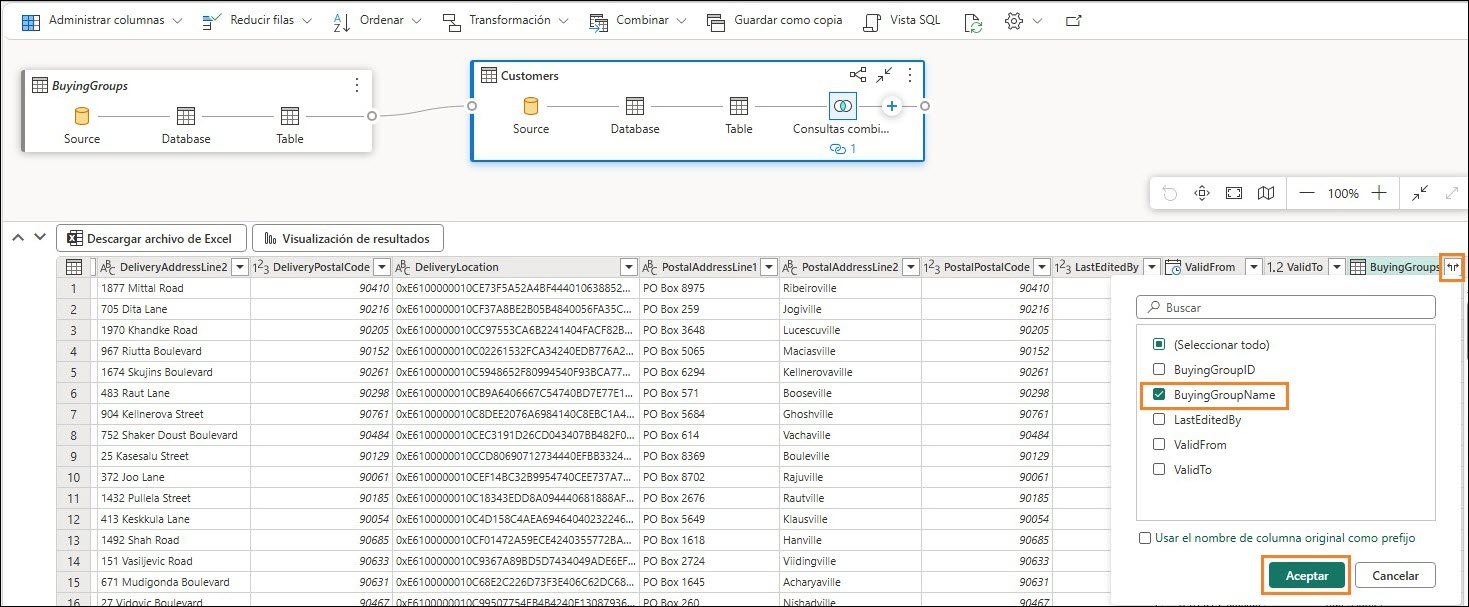 Administrar columnas Reducir filas Ordenar Transformación Combinar Guardar como copia Vista SQL
BuyingGroups
Source Database Table
Customers
Source Database Table Consultas combi...
1
100%
Descargar archivo de Excel Visualización de resultados
DeliveryAddressLine2 DeliveryPostalCode DeliveryLocation PostalAddressLine1 PostalAddressLine2 PostalPostalCode LastEditedBy ValidFrom 1.2 ValidTo BuyingGroups
1 1877 Mittal Road 90410 0xE6100000010CE73F5A52A4BF444010638852... PO Box 8975 Ribeiroville 90410
2 705 Dita Lane 90216 0xE6100000010CF37A8BE2B05B4840056FA35C... PO Box 259 Jogiville 90216
3 1970 Khandke Road 90205 0xE6100000010CC97553CA6B2241404FACF82B... PO Box 3648 Lucescuville 90205
4 967 Riutta Boulevard 90152 0xE6100000010C02261532FCA34240EDB776A2... PO Box 5065 Maciasville 90152
5 1674 Skujins Boulevard 90261 0xE6100000010C5948652F80994540F93BCA77... PO Box 6294 Kellnerovaville 90261
6 483 Raut Lane 90298 0xE6100000010CB9A6406667C54740BD7E77E1... PO Box 571 Booseville 90298
7 904 Kellnerova Street 90761 0xE6100000010C8DEE2076A6984140C8EBC1A4... PO Box 5684 Ghoshville 90761
8 752 Shaker Doust Boulevard 90484 0xE6100000010CEC3191D26CD043407BB482F0... PO Box 614 Vachaville 90484
9 25 Kasesalu Street 90129 0xE6100000010CCD80690712734440EFBB3324... PO Box 8369 Bouleville 90129
10 372 Joo Lane 90061 0xE6100000010CEF14BC32B9954740CEE737A7... PO Box 8702 Rajuville 90061
11 1432 Pullela Street 90185 0xE6100000010C18343EDD8A094440681888AF... PO Box 2676 Rautville 90185
12 413 Keskkula Lane 90054 0xE6100000010C4D158C4AEA69464040232246... PO Box 5649 Klausville 90054
13 1492 Shah Road 90685 0xE6100000010CF01472A59ECE4240355772BA... PO Box 1618 Hanville 90685
14 151 Vasiljevic Road 90633 0xE6100000010C9367A89BD5D7434049ADE6EF... PO Box 2724 Viidingville 90633
15 671 Mudigonda Boulevard 90631 0xE6100000010C68E2C226D73F3E406C62DC68... PO Box 1645 Acharyaville 90631
16 27 Vidovic Boulevard 90467 0xE6100000010C99507754EB4B4240E13087936... PO Box 260 Nishadville 90467
Buscar
(Seleccionar todo)
BuyingGroupID
BuyingGroupName
LastEditedBy
ValidFrom
ValidTo
Usar el nombre de columna original como prefijo
Aceptar Cancelar